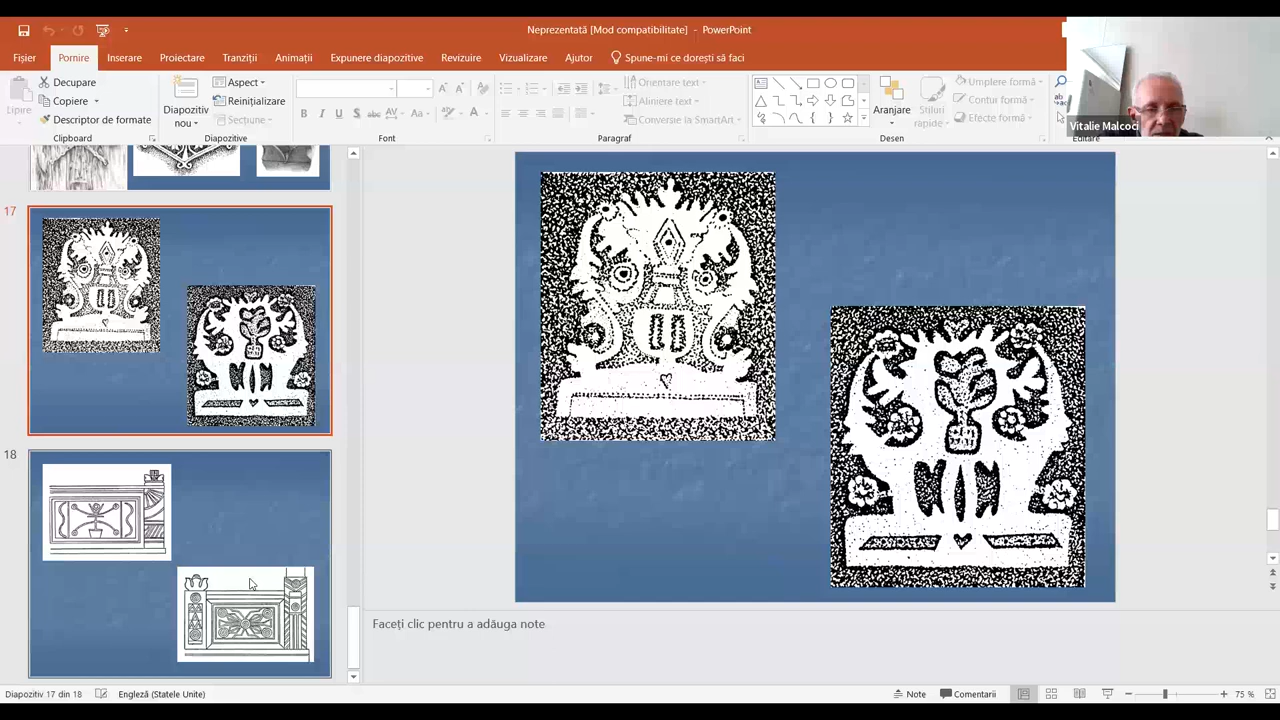 Neprezentată [Mod compatibilitate] - PowerPoint
Fișier Pornire Inserare Proiectare Tranziții Animații Expunere diapozitive Revizuire Vizualizare Ajutor Spune-mi ce dorești să faci
Lipire
Decupare
Copiere
Descriptor de formate
Clipboard
Diapozitiv nou
Aspect
Reinițializare
Secțiune
Diapozitive
Font
Orientare text
Aliniere text
Conversie la SmartArt
Paragraf
Aranjare
Stiluri rapide
Umplere formă
Contur formă
Efecte formă
Desen
Editare
Vitalie Malcoci
17
18
Faceți clic pentru a adăuga note
Diapozitiv 17 din 18 Engleză (Statele Unite) Note Comentarii 75 %